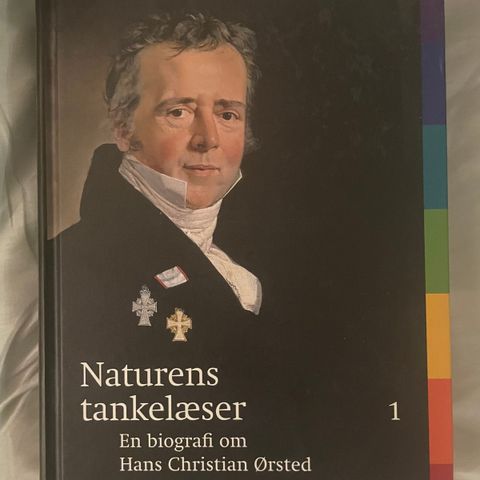 Naturens
tankelæser
1
En biografi om
Hans Christian Ørsted